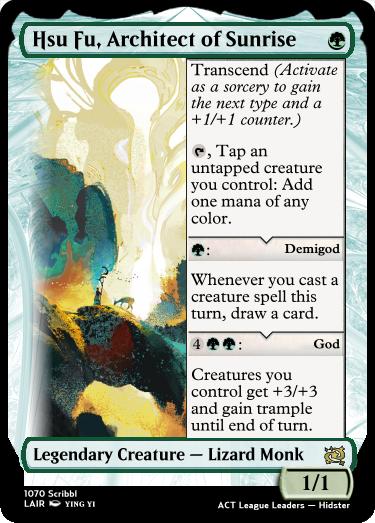 Hsu Fu, Architect of Sunrise
Transcend (Activate
as a sorcery to gain
the next type and a
+1/+1 counter.)
, Tap an
untapped creature
you control: Add
one mana of any
color.
: Demigod
Whenever you cast a
creature spell this
turn, draw a card.
4 : God
Creatures you
control get +3/+3
and gain trample
until end of turn.
Legendary Creature — Lizard Monk
1/1
1070 Scribbl
LAIR YING YI
ACT League Leaders — Hidster